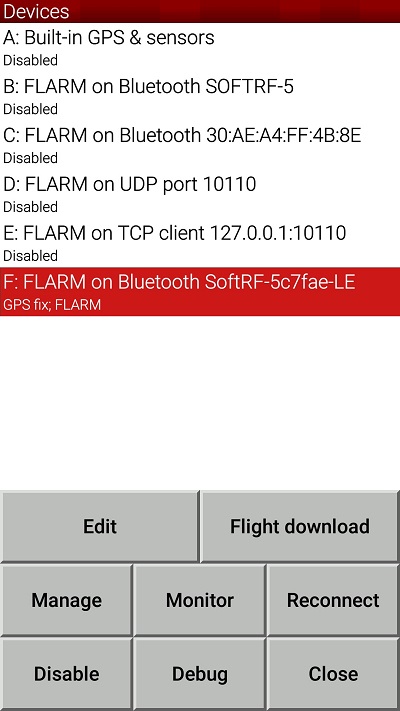 Devices
A: Built-in GPS & sensors
Disabled
B: FLARM on Bluetooth SOFTRF-5
Disabled
C: FLARM on Bluetooth 30:AE:A4:FF:4B:8E
Disabled
D: FLARM on UDP port 10110
Disabled
E: FLARM on TCP client 127.0.0.1:10110
Disabled
F: FLARM on Bluetooth SoftRF-5c7fae-LE
GPS fix; FLARM
Edit Flight download
Manage Monitor Reconnect
Disable Debug Close